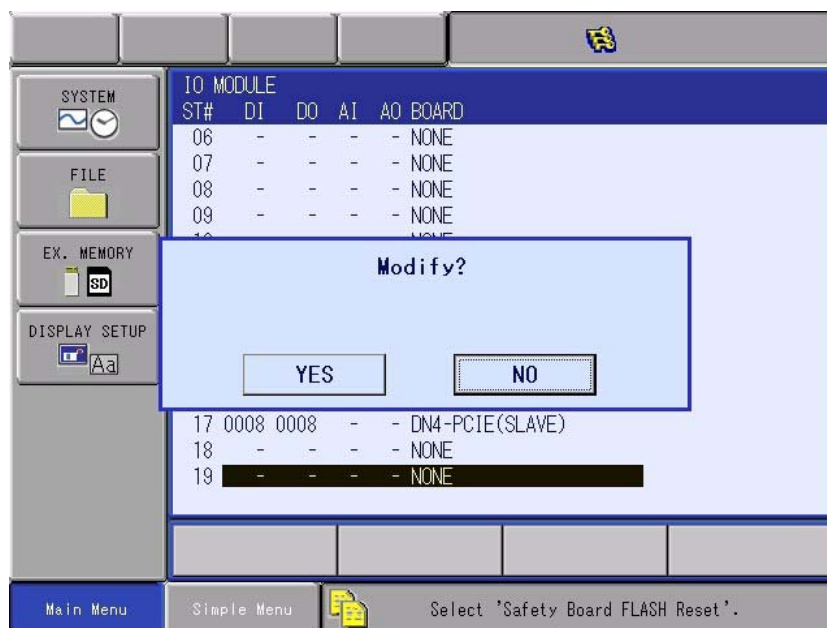 SYSTEM
FILE
EX. MEMORY
SD
DISPLAY SETUP
Aa
IO MODULE
ST# DI DO AI AO BOARD
06 - - - - NONE
07 - - - - NONE
08 - - - - NONE
09 - - - - NONE
Modify?
YES NO
17 0008 0008 - - DN4-PCIE(SLAVE)
18 - - - - NONE
19 - - - - NONE
Main Menu
Simple Menu
Select 'Safety Board FLASH Reset'.